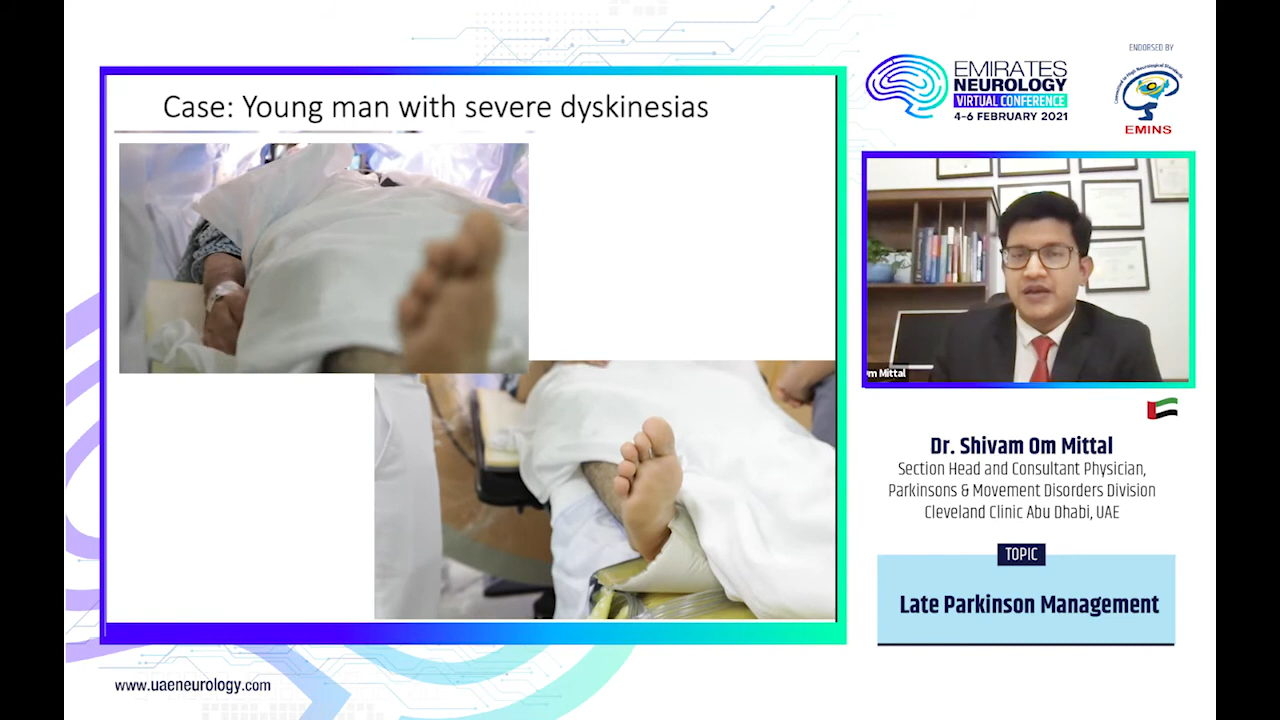 Case: Young man with severe dyskinesias
EMIRATES
NEUROLOGY
VIRTUAL CONFERENCE
4-6 FEBRUARY 2021
ENDORSED BY
EMINS
m Mittal
Dr. Shivam Om Mittal
Section Head and Consultant Physician,
Parkinsons & Movement Disorders Division
Cleveland Clinic Abu Dhabi, UAE
TOPIC
Late Parkinson Management
www.uaeneurology.com